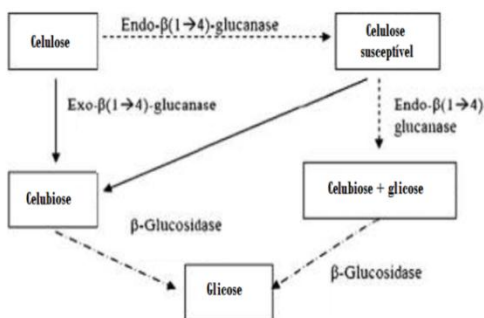 Celulose
Endo-β(1→4)-glucanase
Celulose
susceptível
Exo-β(1→4)-glucanase
Endo-β(1→4)
glucanase
Celubiose
Celubiose + glicose
β-Glucosidase
β-Glucosidase
Glicose